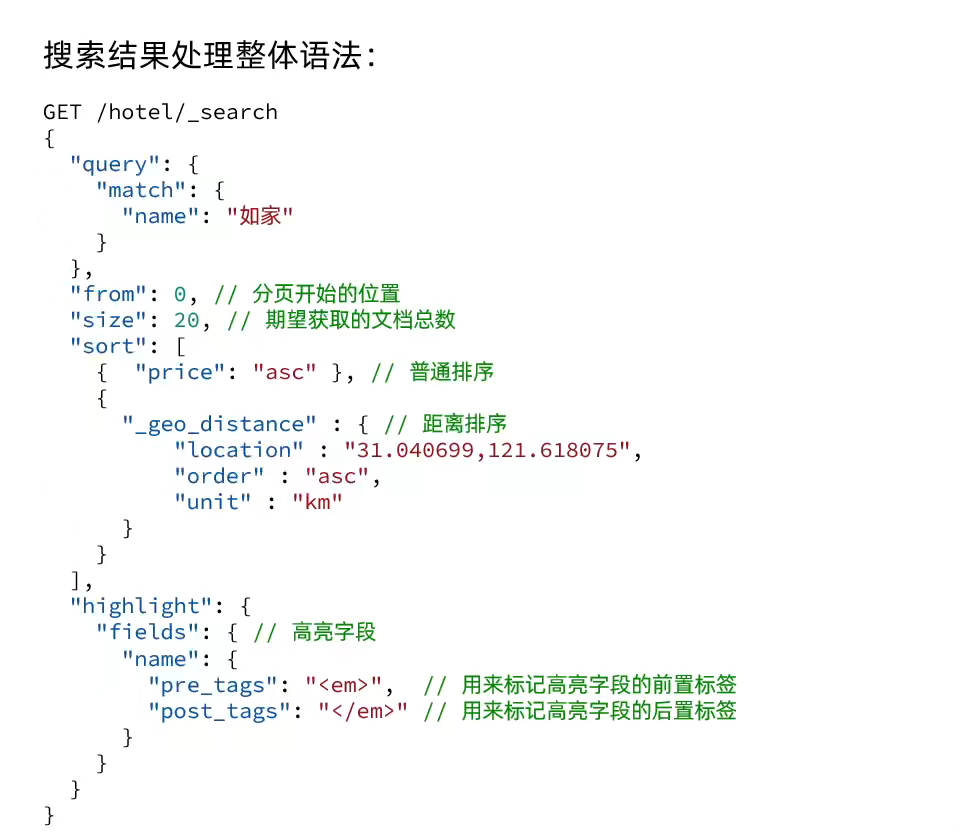 搜索结果处理整体语法：
GET /hotel/_search
{
  "query": {
    "match": {
      "name": "如家"
    }
  },
  "from": 0, // 分页开始的位置
  "size": 20, // 期望获取的文档总数
  "sort": [
    {  "price": "asc" }, // 普通排序
    {
      "_geo_distance" : { // 距离排序
          "location" : "31.040699,121.618075",
          "order" : "asc",
          "unit" : "km"
      }
    }
  ],
  "highlight": {
    "fields": { // 高亮字段
      "name": {
        "pre_tags": "<em>",  // 用来标记高亮字段的前置标签
        "post_tags": "</em>" // 用来标记高亮字段的后置标签
      }
    }
  }
}